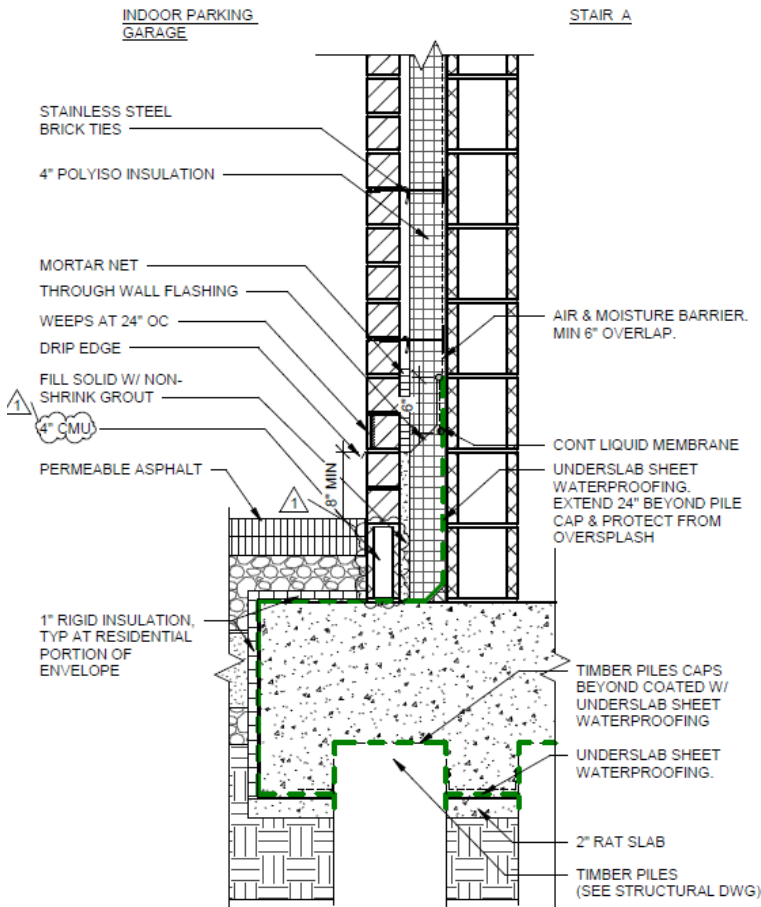 INDOOR PARKING
GARAGE
STAIR A
STAINLESS STEEL
BRICK TIES
4" POLYISO INSULATION
MORTAR NET
THROUGH WALL FLASHING
WEEPS AT 24" OC
DRIP EDGE
FILL SOLID W/ NON-
SHRINK GROUT
1
4" CMU
PERMEABLE ASPHALT
1
8" MIN
6"
1" RIGID INSULATION,
TYP AT RESIDENTIAL
PORTION OF
ENVELOPE
AIR & MOISTURE BARRIER.
MIN 6" OVERLAP.
CONT LIQUID MEMBRANE
UNDERSLAB SHEET
WATERPROOFING.
EXTEND 24" BEYOND PILE
CAP & PROTECT FROM
OVERSPLASH
TIMBER PILES CAPS
BEYOND COATED W/
UNDERSLAB SHEET
WATERPROOFING
UNDERSLAB SHEET
WATERPROOFING.
2" RAT SLAB
TIMBER PILES
(SEE STRUCTURAL DWG)